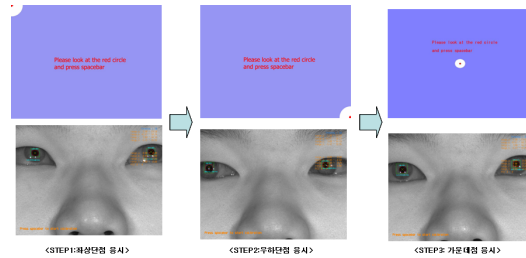 Please look at the red circle
and press spacebar
Please look at the red circle
and press spacebar
Please look at the red circle
and press spacebar
<STEP1:좌상단점 응시>
<STEP2:우하단점 응시>
<STEP3: 가운데점 응시>